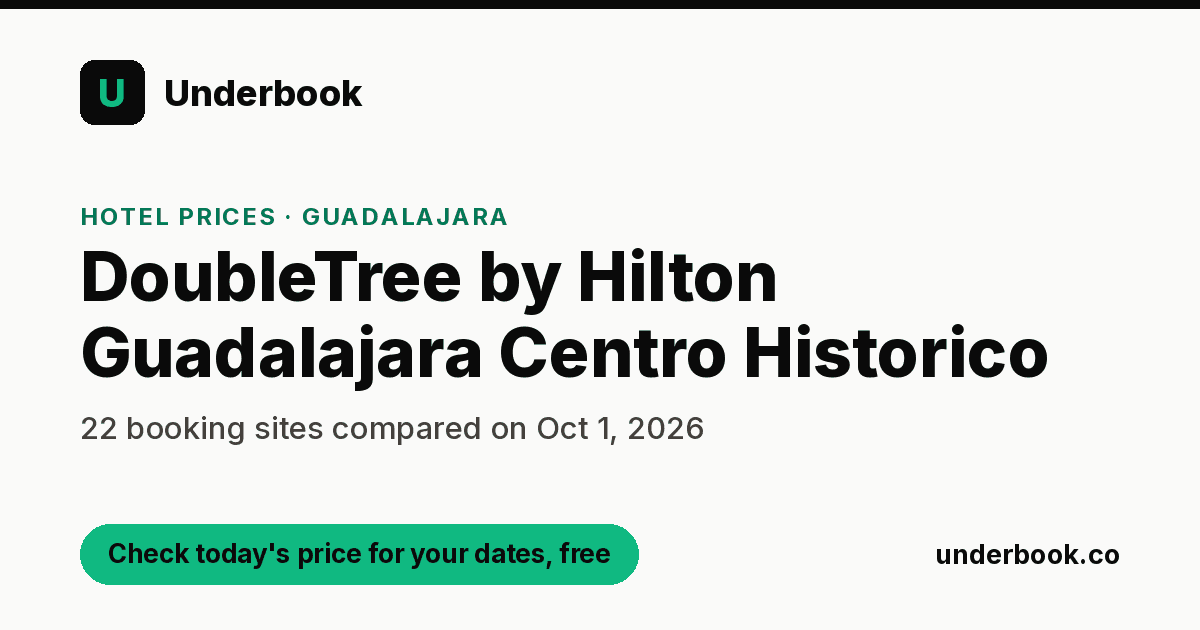 U Underbook
HOTEL PRICES · GUADALAJARA
DoubleTree by Hilton
Guadalajara Centro Historico
22 booking sites compared on Oct 1, 2026
Check today's price for your dates, free
underbook.co